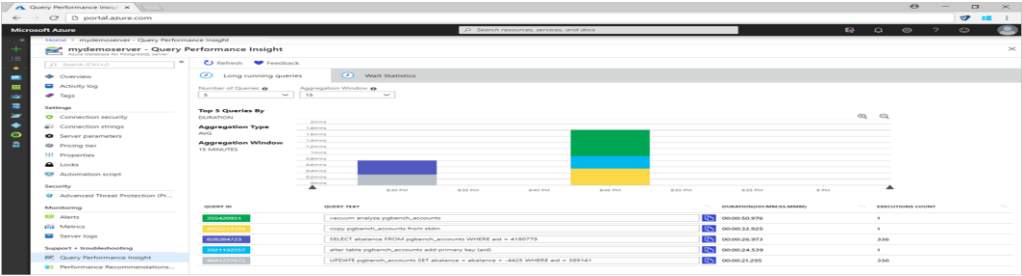 Query Performance Insight
portal.azure.com
Microsoft Azure
Search resources, services, and docs
Home > mydemoserver - Query Performance Insight
mydemoserver - Query Performance Insight
Azure Database for PostgreSQL server
Search (Ctrl+/)
Overview
Activity log
Tags
Settings
Connection security
Connection strings
Server parameters
Pricing tier
Properties
Locks
Automation script
Security
Advanced Threat Protection (Pr...
Monitoring
Alerts
Metrics
Server logs
Support + troubleshooting
Query Performance Insight
Performance Recommendations...
Refresh
Feedback
Long running queries
Wait Statistics
Number of Queries
Aggregation Window
5
15
Top 5 Queries By
DURATION
Aggregation Type
AVG
Aggregation Window
15 MINUTES
6:30 PM
6:35 PM
6:40 PM
6:45 PM
6:50 PM
6:55 PM
QUERY ID
QUERY TEXT
DURATION(HH:MM:SS.MMM)
EXECUTIONS COUNT
355420951
vacuum analyze pgbench_accounts
00:00:50.976
1
copy pgbench_accounts from stdin
00:00:32.925
1
SELECT abalance FROM pgbench_accounts WHERE aid = 4180779
00:00:26.973
336
alter table pgbench_accounts add primary key (aid)
00:00:24.539
1
UPDATE pgbench_accounts SET abalance = abalance + -4425 WHERE aid = 389141
00:00:21.295
330